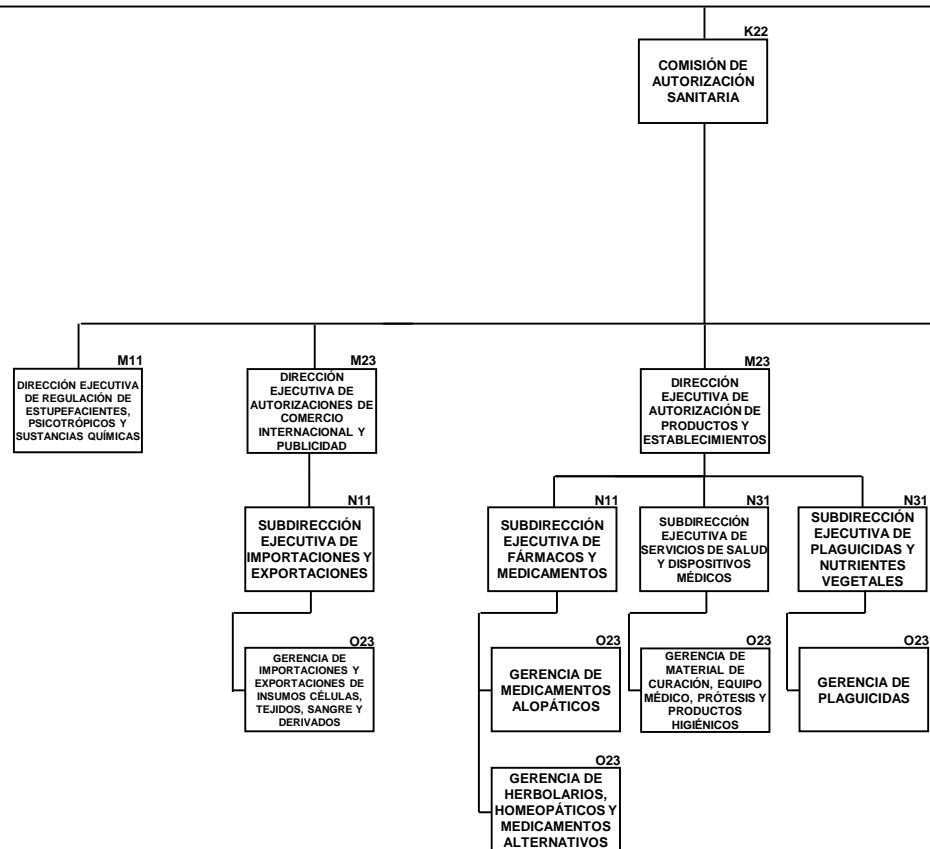 K22
COMISIÓN DE
AUTORIZACIÓN
SANITARIA
M11
DIRECCIÓN EJECUTIVA
DE REGULACIÓN DE
ESTUPEFACIENTES,
PSICOTRÓPICOS Y
SUSTANCIAS QUÍMICAS
M23
DIRECCIÓN
EJECUTIVA DE
AUTORIZACIONES DE
COMERCIO
INTERNACIONAL Y
PUBLICIDAD
M23
DIRECCIÓN
EJECUTIVA DE
AUTORIZACIÓN DE
PRODUCTOS Y
ESTABLECIMIENTOS
N11
SUBDIRECCIÓN
EJECUTIVA DE
IMPORTACIONES Y
EXPORTACIONES
N11
SUBDIRECCIÓN
EJECUTIVA DE
FÁRMACOS Y
MEDICAMENTOS
N31
SUBDIRECCIÓN
EJECUTIVA DE
SERVICIOS DE SALUD
Y DISPOSITIVOS
MÉDICOS
N31
SUBDIRECCIÓN
EJECUTIVA DE
PLAGUICIDAS Y
NUTRIENTES
VEGETALES
O23
GERENCIA DE
IMPORTACIONES Y
EXPORTACIONES DE
INSUMOS CÉLULAS,
TEJIDOS, SANGRE Y
DERIVADOS
O23
GERENCIA DE
MEDICAMENTOS
ALOPÁTICOS
O23
GERENCIA DE
MATERIAL DE
CURACIÓN, EQUIPO
MÉDICO, PRÓTESIS Y
PRODUCTOS
HIGIÉNICOS
O23
GERENCIA DE
PLAGUICIDAS
O23
GERENCIA DE
HERBOLARIOS,
HOMEOPÁTICOS Y
MEDICAMENTOS
ALTERNATIVOS